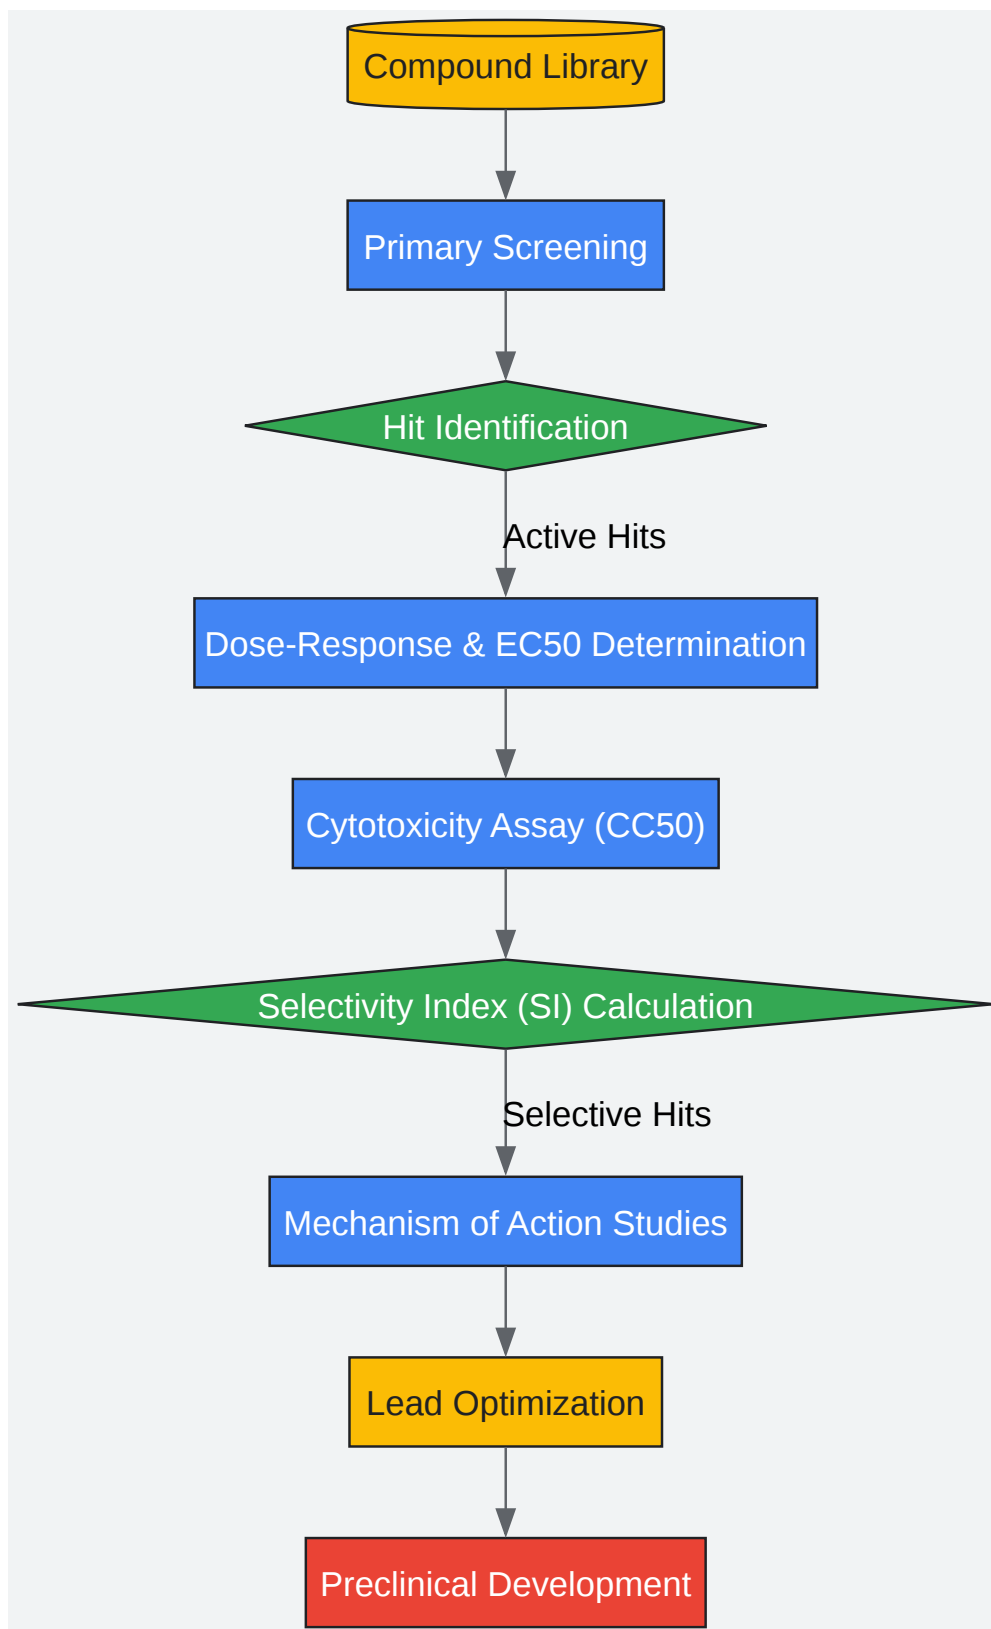 Compound Library
Primary Screening
Hit Identification
Active Hits
Dose-Response & EC50 Determination
Cytotoxicity Assay (CC50)
Selectivity Index (SI) Calculation
Selective Hits
Mechanism of Action Studies
Lead Optimization
Preclinical Development